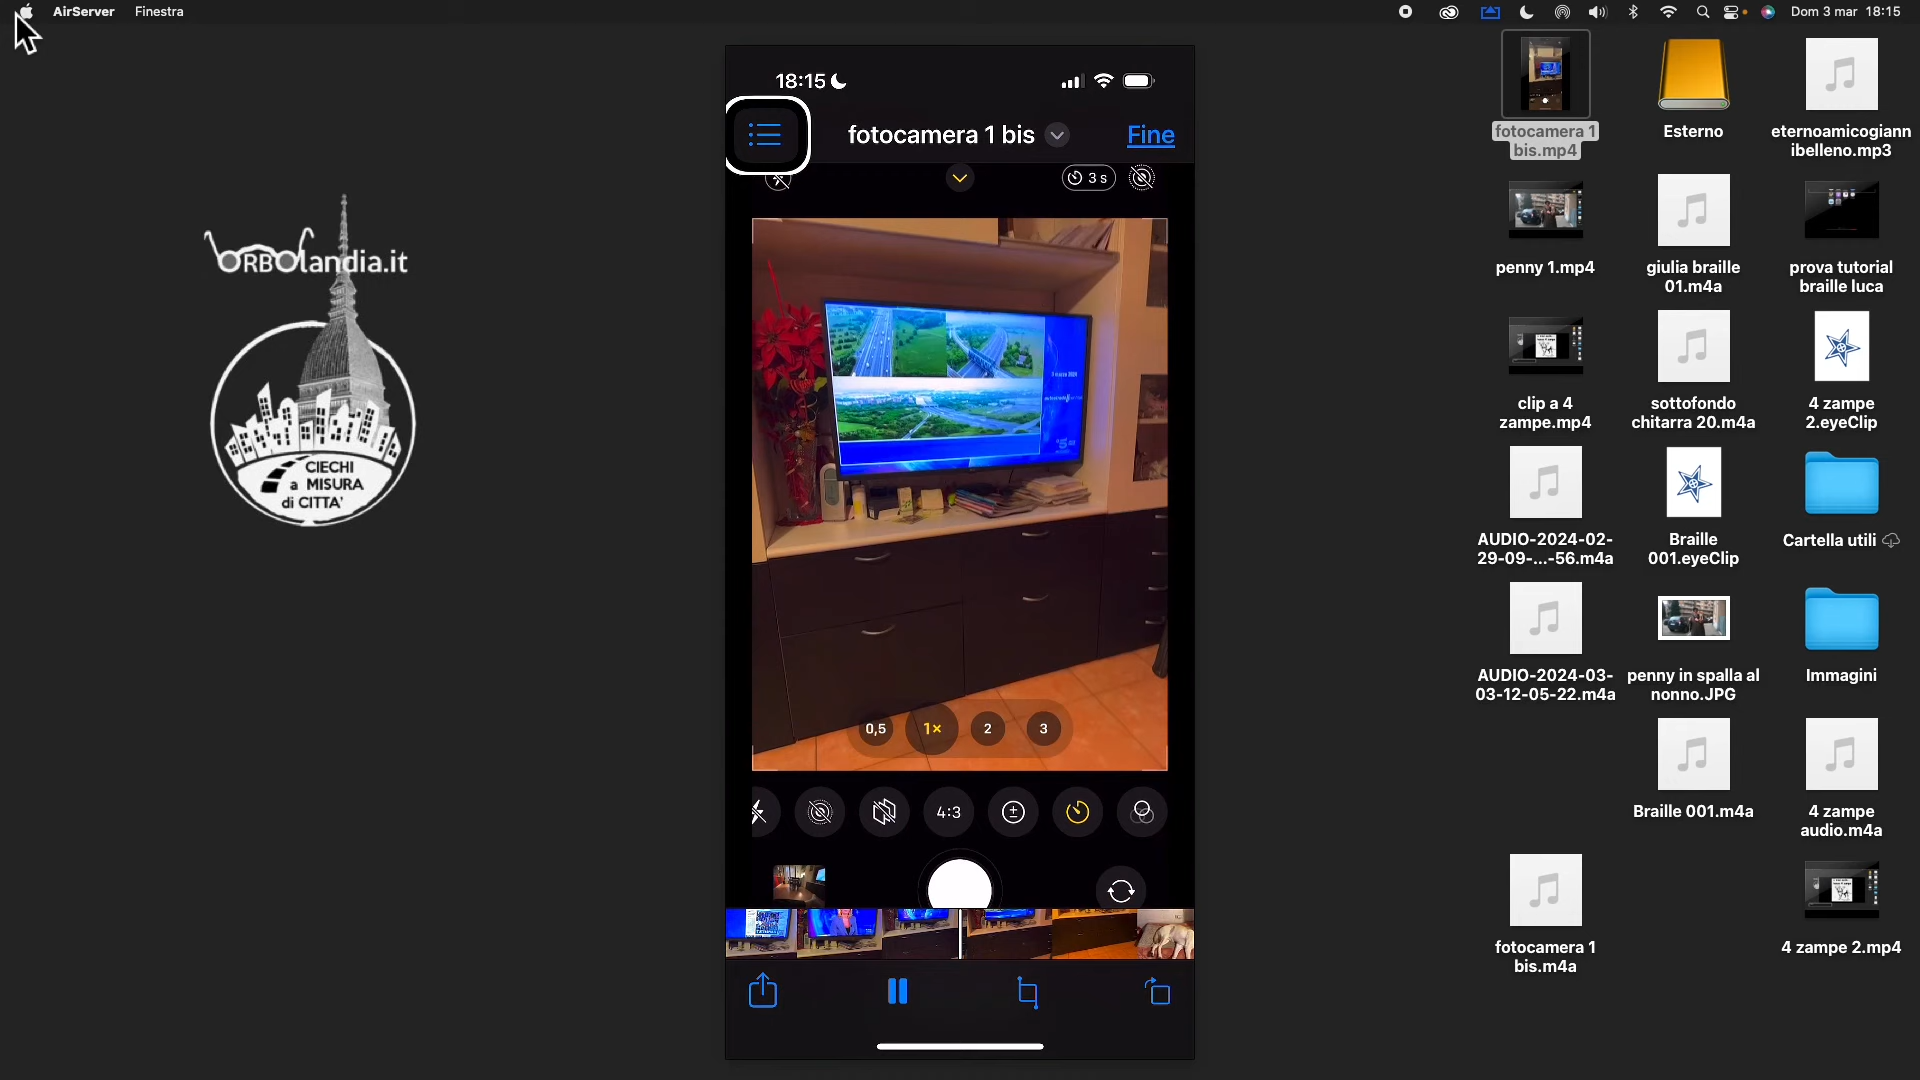 AirServer Finestra
Dom 3 mar 18:15
18:15
fotocamera 1 bis
Fine
3 s
0,5
1×
2
3
4:3
ORBOlandia.it
CIECHI
a MISURA
di CITTA'
fotocamera 1
bis.mp4
Esterno
eternoamicogiann
ibelleno.mp3
penny 1.mp4
giulia braille
01.m4a
prova tutorial
braille luca
clip a 4
zampe.mp4
sottofondo
chitarra 20.m4a
4 zampe
2.eyeClip
AUDIO-2024-02-
29-09-...-56.m4a
Braille
001.eyeClip
Cartella utili
AUDIO-2024-03-
03-12-05-22.m4a
penny in spalla al
nonno.JPG
Immagini
Braille 001.m4a
4 zampe
audio.m4a
fotocamera 1
bis.m4a
4 zampe 2.mp4